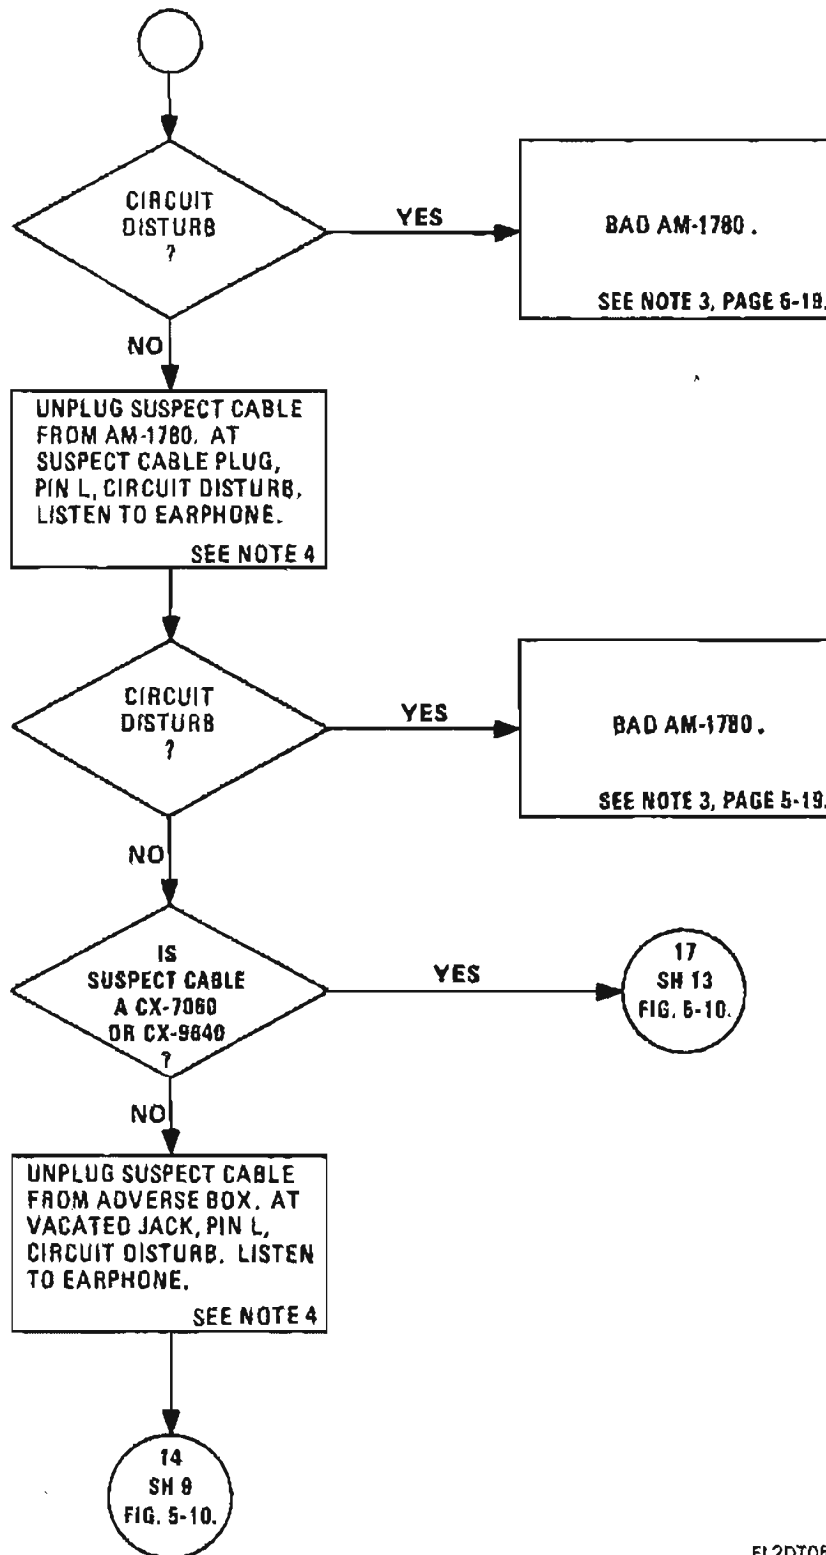 CIRCUIT
DISTURB
?
YES
BAD AM-1780.
SEE NOTE 3, PAGE 5-19.
NO
UNPLUG SUSPECT CABLE
FROM AM-1780. AT
SUSPECT CABLE PLUG,
PIN L, CIRCUIT DISTURB.
LISTEN TO EARPHONE.
SEE NOTE 4
CIRCUIT
DISTURB
?
YES
BAD AM-1780.
SEE NOTE 3, PAGE 5-19.
NO
IS
SUSPECT CABLE
A CX-7060
OR CX-9840
?
YES
17
SH 13
FIG. 5-10.
NO
UNPLUG SUSPECT CABLE
FROM ADVERSE BOX. AT
VACATED JACK, PIN L,
CIRCUIT DISTURB. LISTEN
TO EARPHONE.
SEE NOTE 4
14
SH 9
FIG. 5-10.